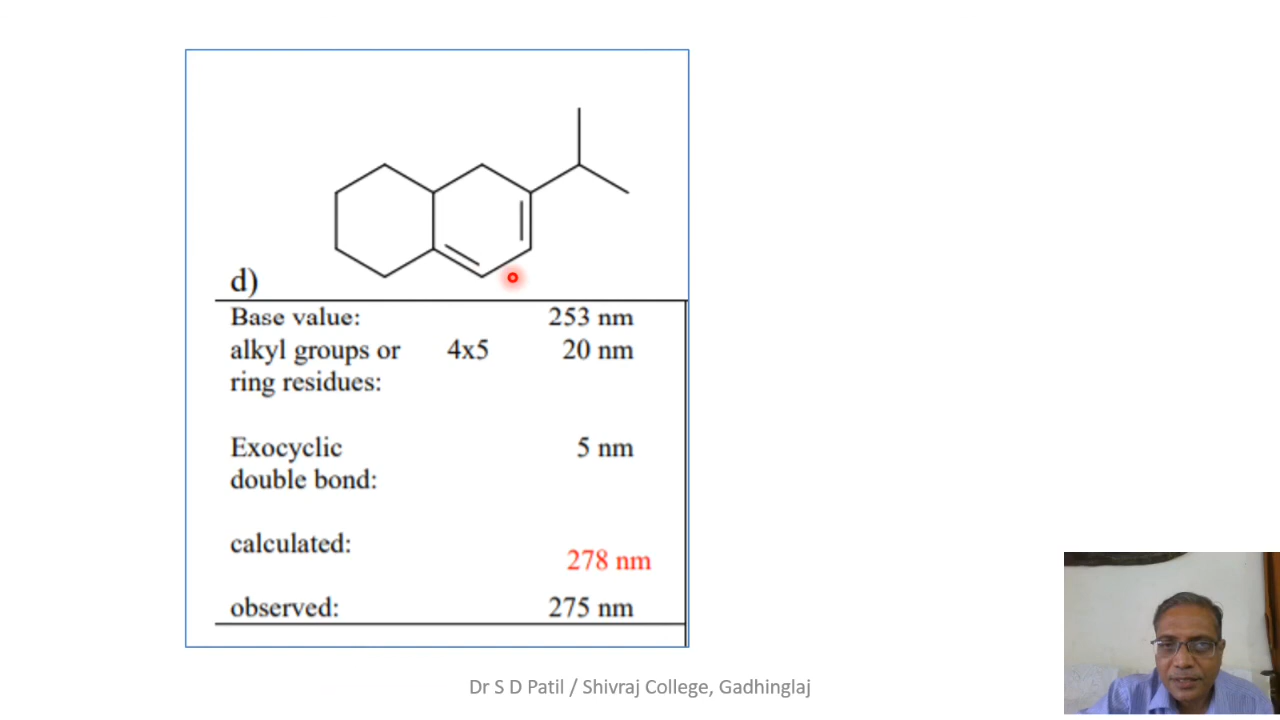 d)
Base value: 253 nm
alkyl groups or 4x5 20 nm
ring residues:
Exocyclic 5 nm
double bond:
calculated:
278 nm
observed: 275 nm
Dr S D Patil / Shivraj College, Gadhinglaj